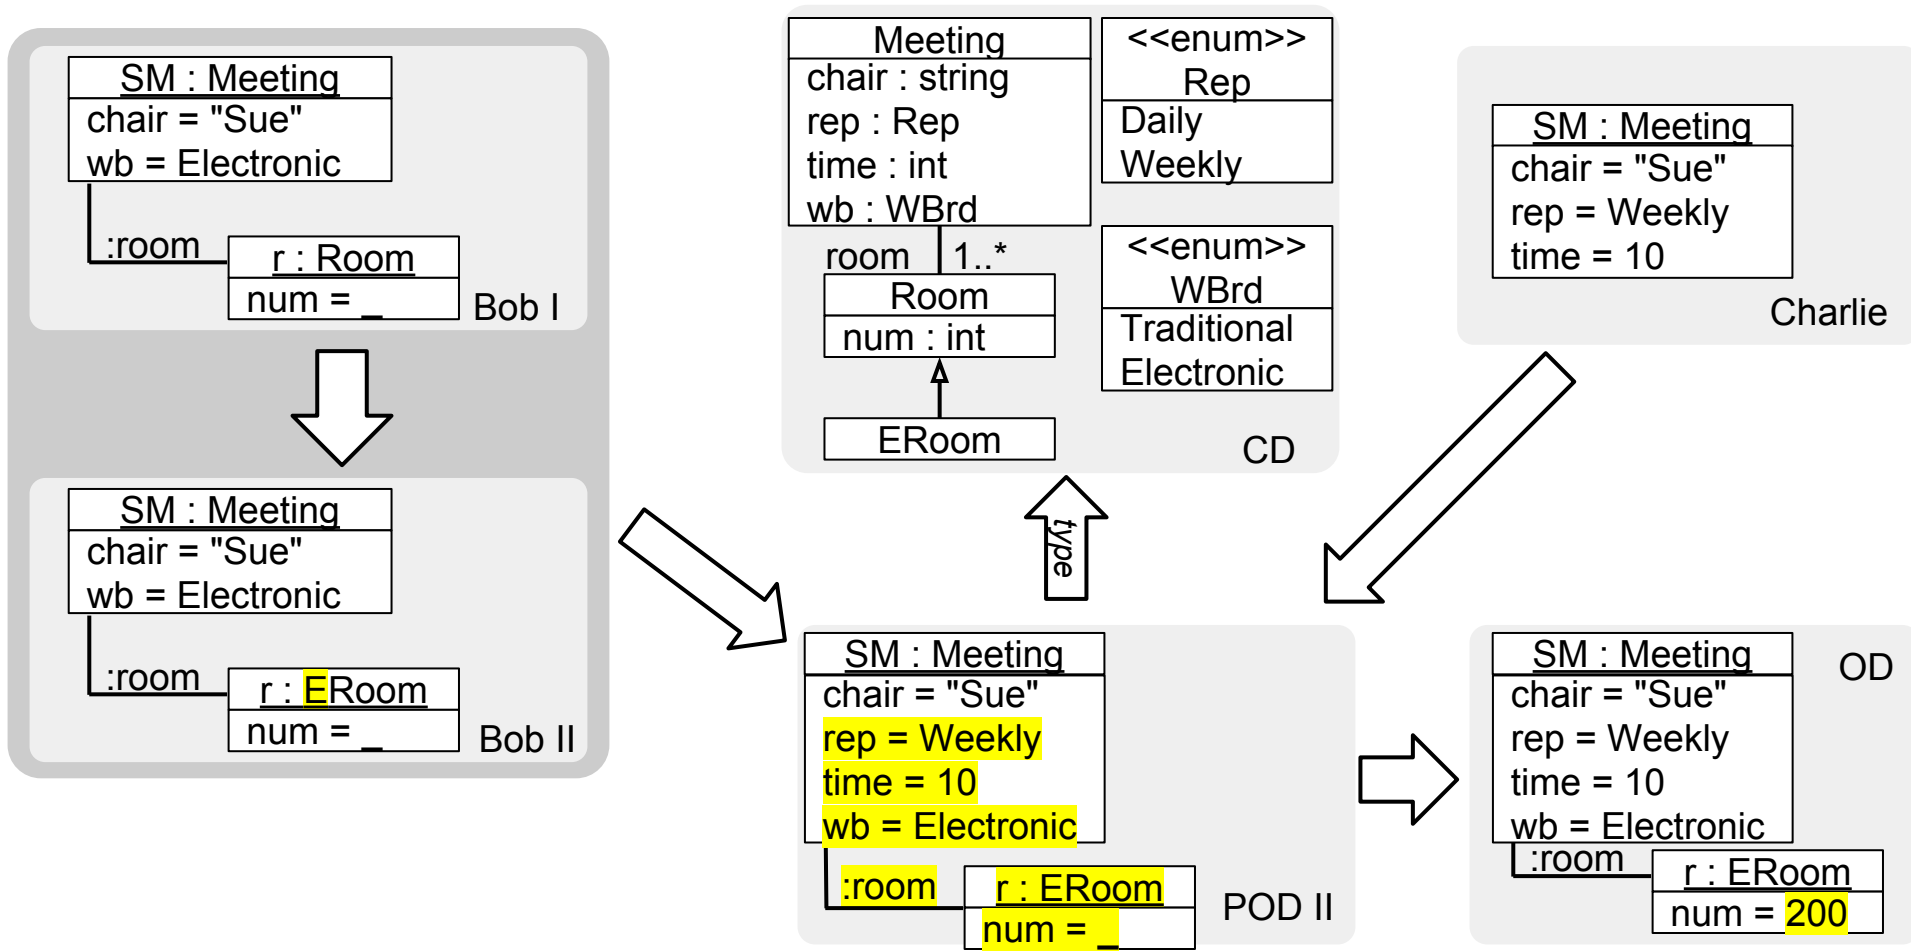 SM : Meeting
chair = "Sue"
wb = Electronic
:room
r : Room
num = _
Bob I
SM : Meeting
chair = "Sue"
wb = Electronic
:room
r : ERoom
num = _
Bob II
Meeting
chair : string
rep : Rep
time : int
wb : WBrd
room 1..*
Room
num : int
ERoom
<<enum>>
Rep
Daily
Weekly
<<enum>>
WBrd
Traditional
Electronic
CD
type
SM : Meeting
chair = "Sue"
rep = Weekly
time = 10
Charlie
SM : Meeting
chair = "Sue"
rep = Weekly
time = 10
wb = Electronic
:room
r : ERoom
num = _
POD II
SM : Meeting
chair = "Sue"
rep = Weekly
time = 10
wb = Electronic
:room
r : ERoom
num = 200
OD